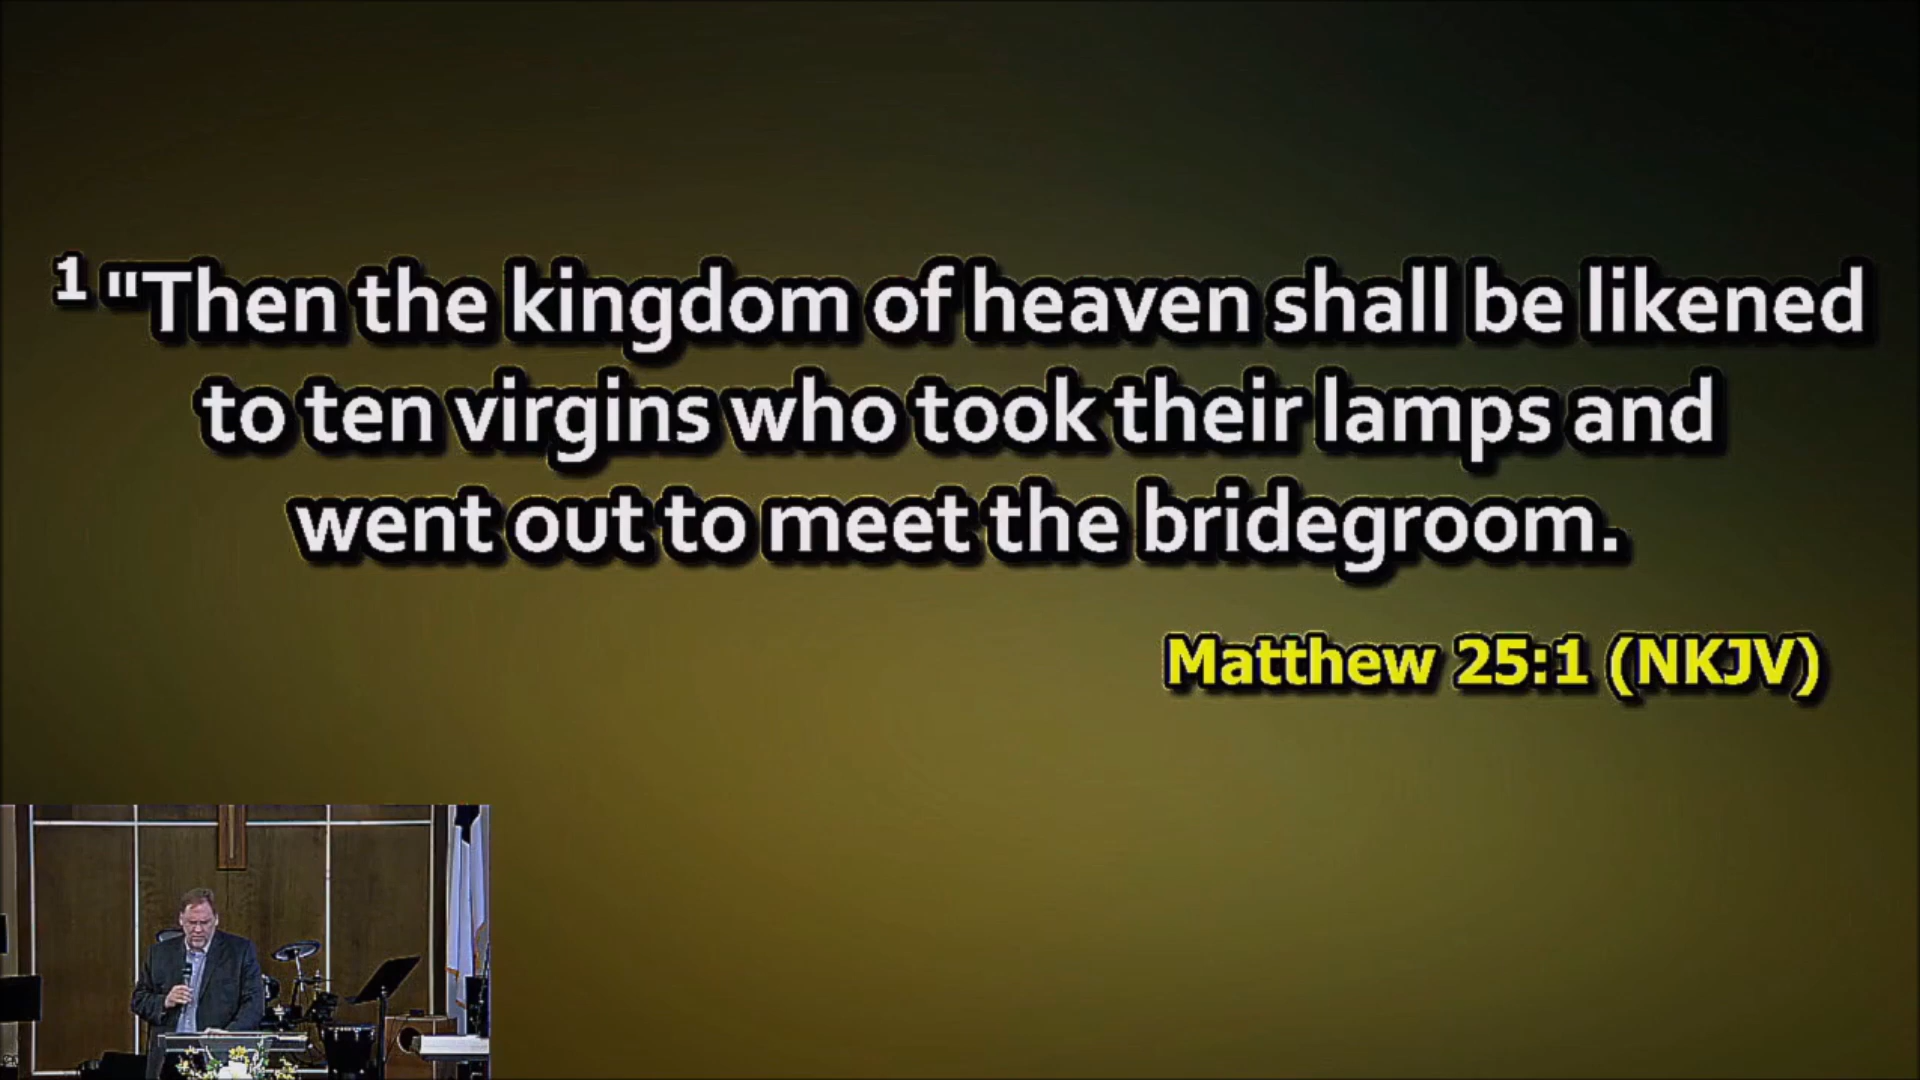 1 "Then the kingdom of heaven shall be likened
to ten virgins who took their lamps and
went out to meet the bridegroom.
Matthew 25:1 (NKJV)